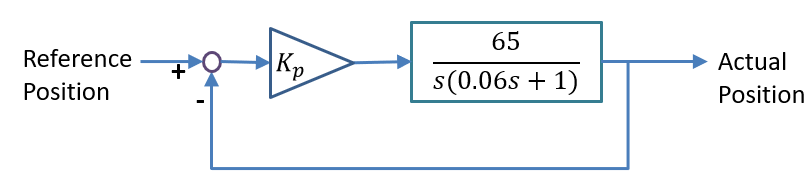 Reference
Position
+
-
Kₚ
65
s(0.06s + 1)
Actual
Position